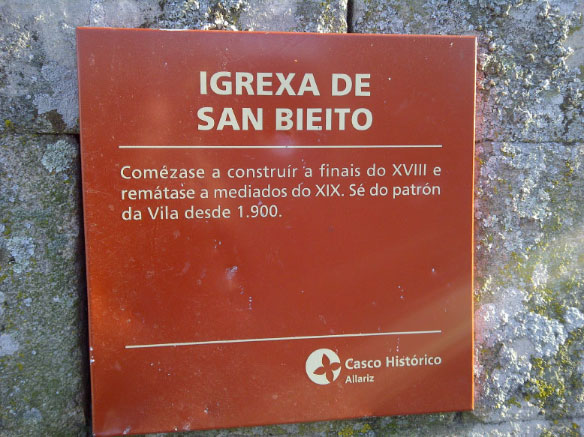 IGREXA DE
SAN BIEITO
Comézase a construír a finais do XVIII e
remátase a mediados do XIX. Sé do patrón
da Vila desde 1.900.
Casco Histórico
Allariz